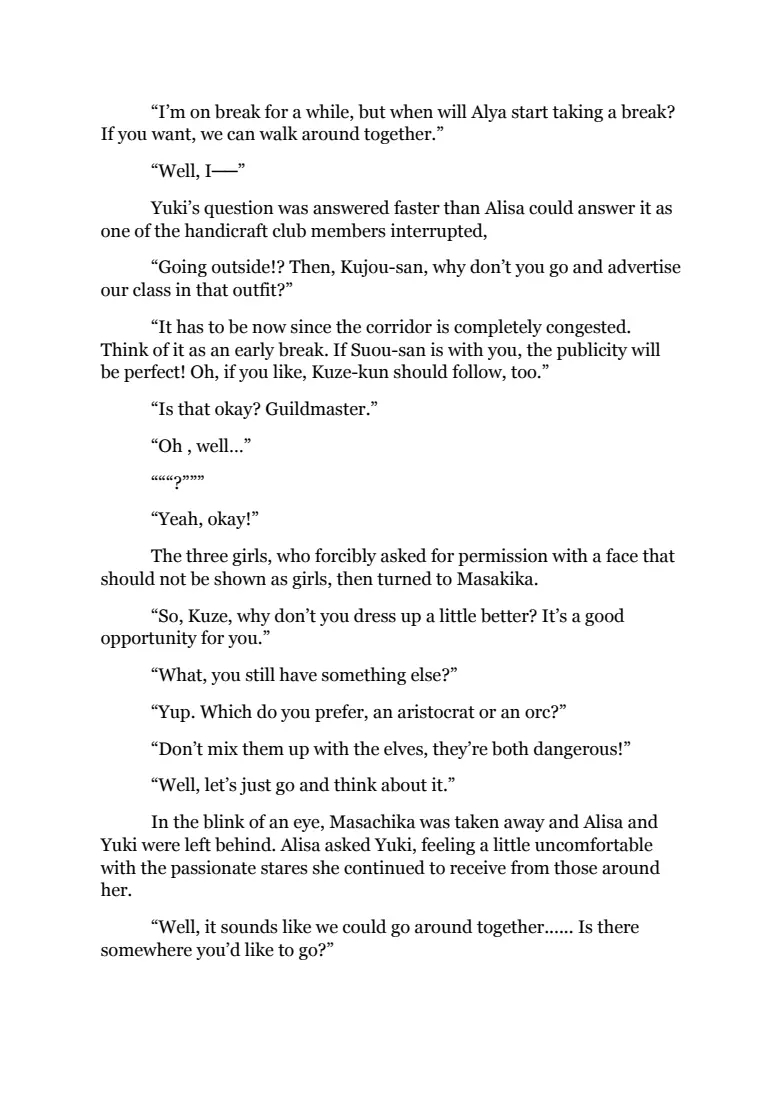 “I’m on break for a while, but when will Alya start taking a break?
If you want, we can walk around together.”
“Well, I──”
Yuki’s question was answered faster than Alisa could answer it as
one of the handicraft club members interrupted,
“Going outside!? Then, Kujou-san, why don’t you go and advertise
our class in that outfit?”
“It has to be now since the corridor is completely congested.
Think of it as an early break. If Suou-san is with you, the publicity will
be perfect! Oh, if you like, Kuze-kun should follow, too.”
“Is that okay? Guildmaster.”
“Oh , well…”
“““?”””
“Yeah, okay!”
The three girls, who forcibly asked for permission with a face that
should not be shown as girls, then turned to Masakika.
“So, Kuze, why don’t you dress up a little better? It’s a good
opportunity for you.”
“What, you still have something else?”
“Yup. Which do you prefer, an aristocrat or an orc?”
“Don’t mix them up with the elves, they’re both dangerous!”
“Well, let’s just go and think about it.”
In the blink of an eye, Masachika was taken away and Alisa and
Yuki were left behind. Alisa asked Yuki, feeling a little uncomfortable
with the passionate stares she continued to receive from those around
her.
“Well, it sounds like we could go around together…… Is there
somewhere you’d like to go?”